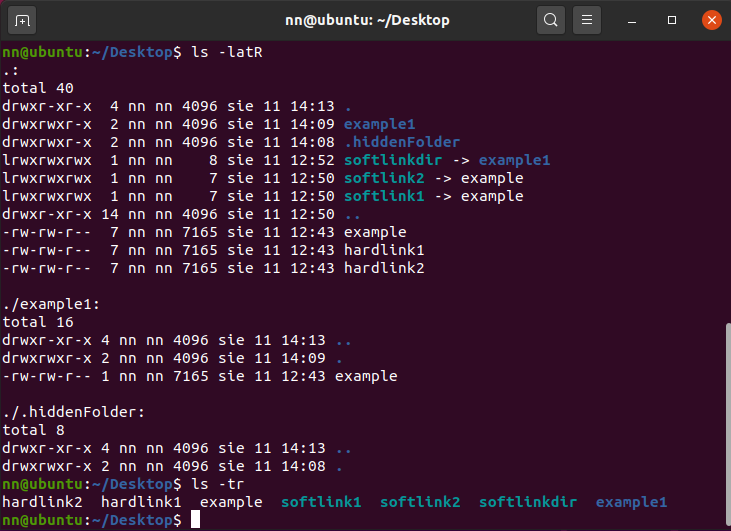 nn@ubuntu: ~/Desktop
nn@ubuntu:~/Desktop$ ls -latR
.:
total 40
drwxr-xr-x  4 nn nn 4096 sie 11 14:13 .
drwxrwxr-x  2 nn nn 4096 sie 11 14:09 example1
drwxrwxr-x  2 nn nn 4096 sie 11 14:08 .hiddenFolder
lrwxrwxrwx  1 nn nn    8 sie 11 12:52 softlinkdir -> example1
lrwxrwxrwx  1 nn nn    7 sie 11 12:50 softlink2 -> example
lrwxrwxrwx  1 nn nn    7 sie 11 12:50 softlink1 -> example
drwxr-xr-x 14 nn nn 4096 sie 11 12:50 ..
-rw-rw-r--  7 nn nn 7165 sie 11 12:43 example
-rw-rw-r--  7 nn nn 7165 sie 11 12:43 hardlink1
-rw-rw-r--  7 nn nn 7165 sie 11 12:43 hardlink2
./example1:
total 16
drwxr-xr-x 4 nn nn 4096 sie 11 14:13 ..
drwxrwxr-x 2 nn nn 4096 sie 11 14:09 .
-rw-rw-r-- 1 nn nn 7165 sie 11 12:43 example
./.hiddenFolder:
total 8
drwxr-xr-x 4 nn nn 4096 sie 11 14:13 ..
drwxrwxr-x 2 nn nn 4096 sie 11 14:08 .
nn@ubuntu:~/Desktop$ ls -tr
hardlink2  hardlink1  example  softlink1  softlink2  softlinkdir  example1
nn@ubuntu:~/Desktop$